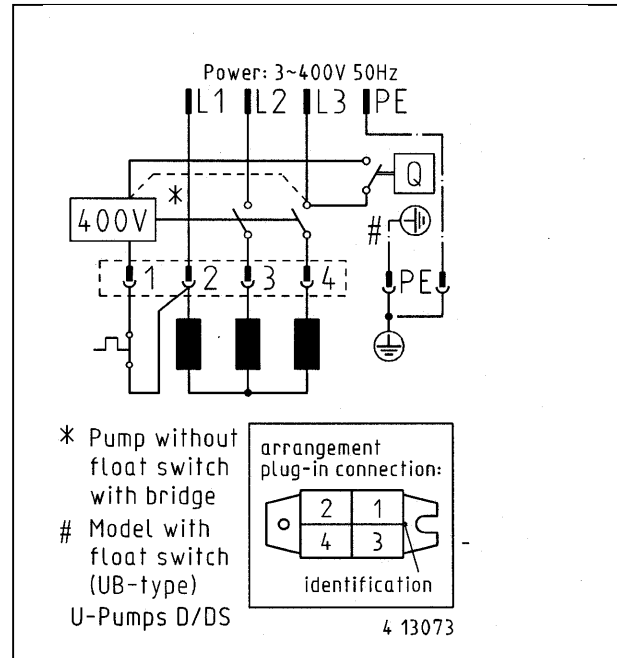 Power: 3~400V 50Hz
L1 L2 L3 PE
*
Q
400V
#
1 2 3 4 PE
* Pump without
float switch
with bridge
# Model with
float switch
(UB-type)
U-Pumps D/DS
arrangement
plug-in connection:
2 1
4 3
identification
4 13073